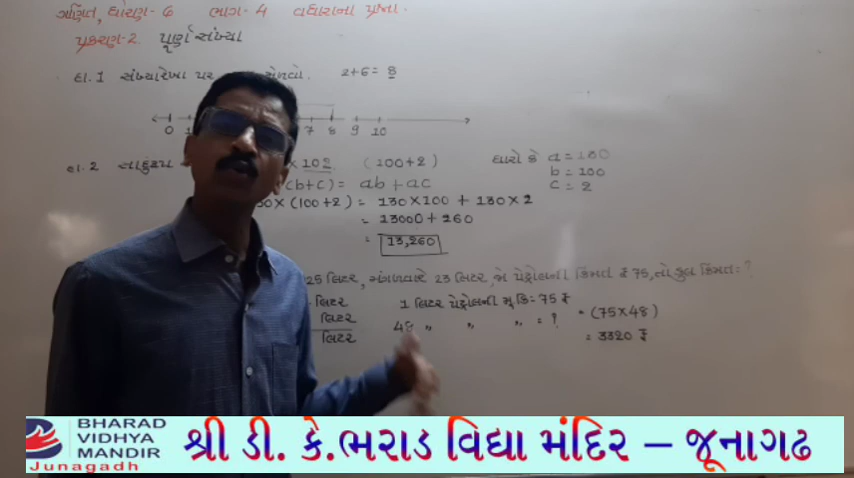 ગણિત, ધોરણ- 6 ભાગ- 4 વધારાના પ્રશ્નો.
પ્રકરણ-2 પૂર્ણ સંખ્યા
દા. 1 સંખ્યારેખા પર મેળવો. 2+6 = 8
0 1 7 8 9 10
દા. 2 × 102 (100+2) ધારો કે a = 130
b = 100
(b+c) = ab + ac c = 2
× (100+2) = 130×100 + 130×2
= 13000 + 260
= 13,260
25 લિટર, મંગળવારે 23 લિટર, જો પેટ્રોલની કિંમત ₹ 75, તો કુલ કિંમત = ?
લિટર 1 લિટર પેટ્રોલની મૂ કિ = 75 ₹
લિટર 48 " " " = ? = (75×48)
લિટર = 3320 ₹
BHARAD
VIDHYA
MANDIR
Junagadh
શ્રી ડી. કે.ભરાડ વિદ્યા મંદિર – જૂનાગઢ